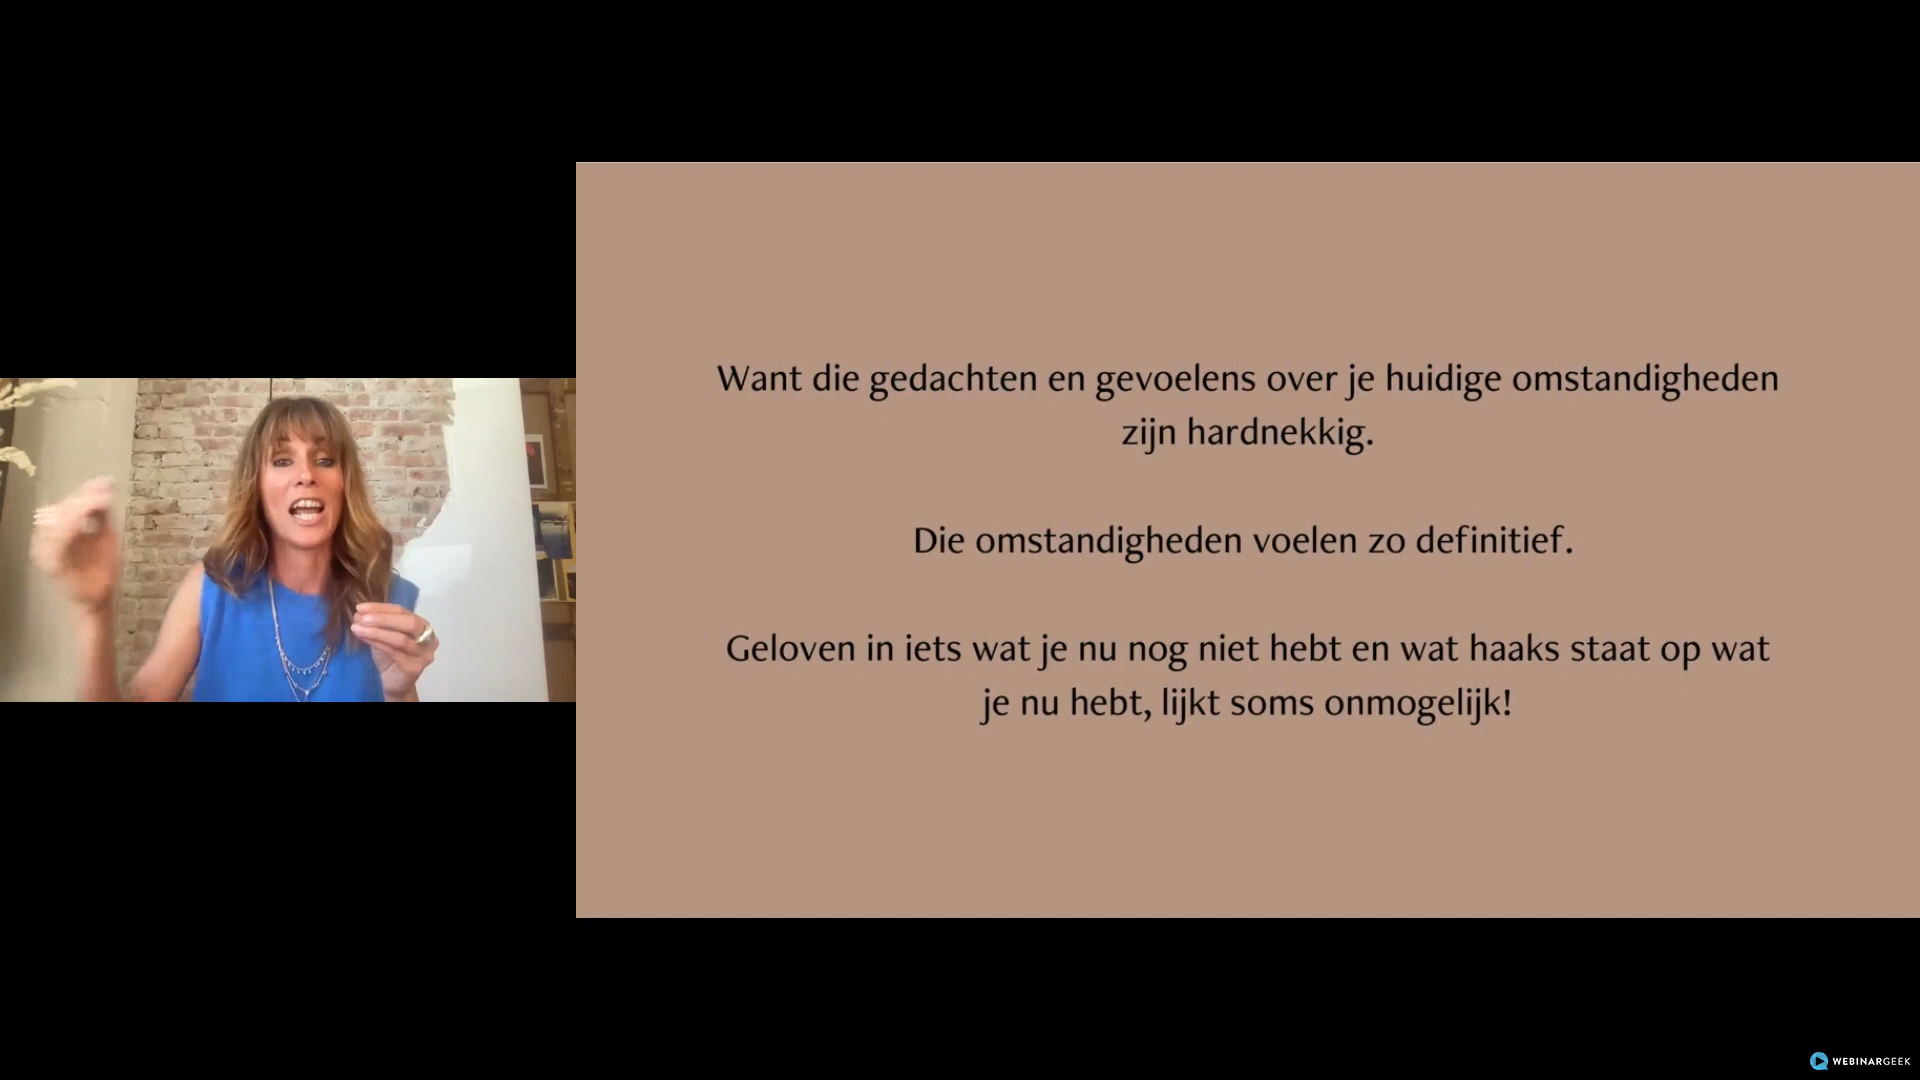 Want die gedachten en gevoelens over je huidige omstandigheden
zijn hardnekkig.
Die omstandigheden voelen zo definitief.
Geloven in iets wat je nu nog niet hebt en wat haaks staat op wat
je nu hebt, lijkt soms onmogelijk!
WEBINARGEEK